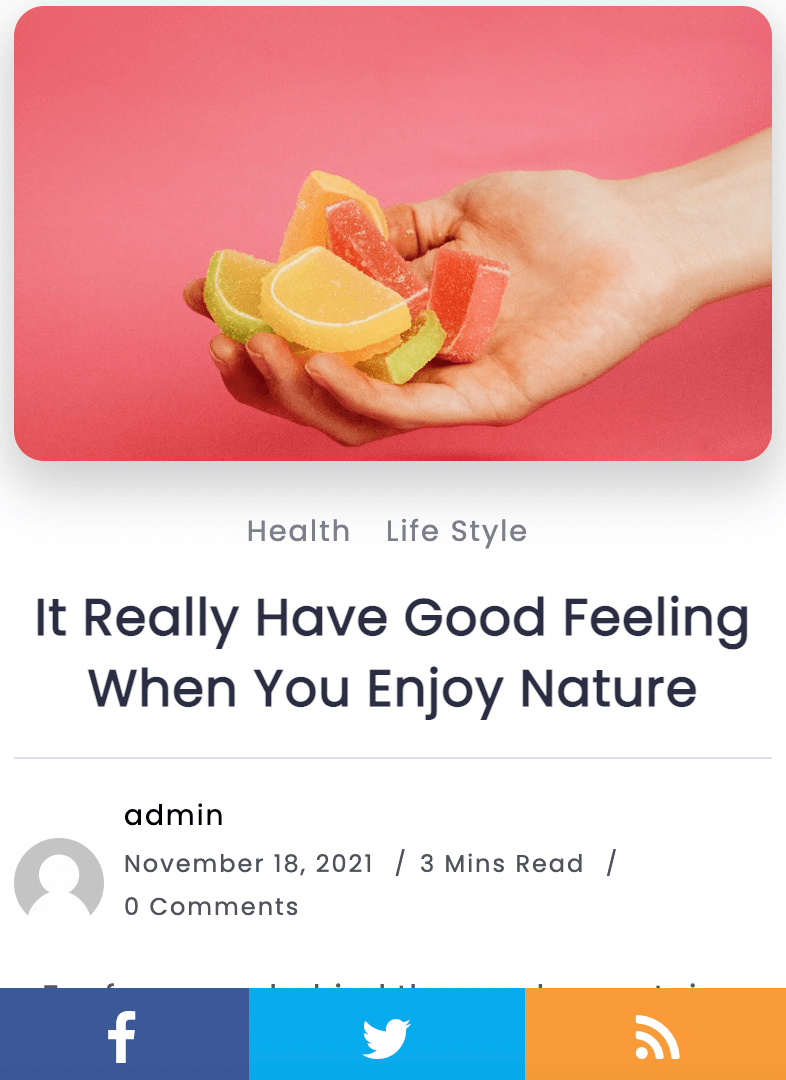 Health Life Style
It Really Have Good Feeling
When You Enjoy Nature
admin
November 18, 2021 / 3 Mins Read /
0 Comments